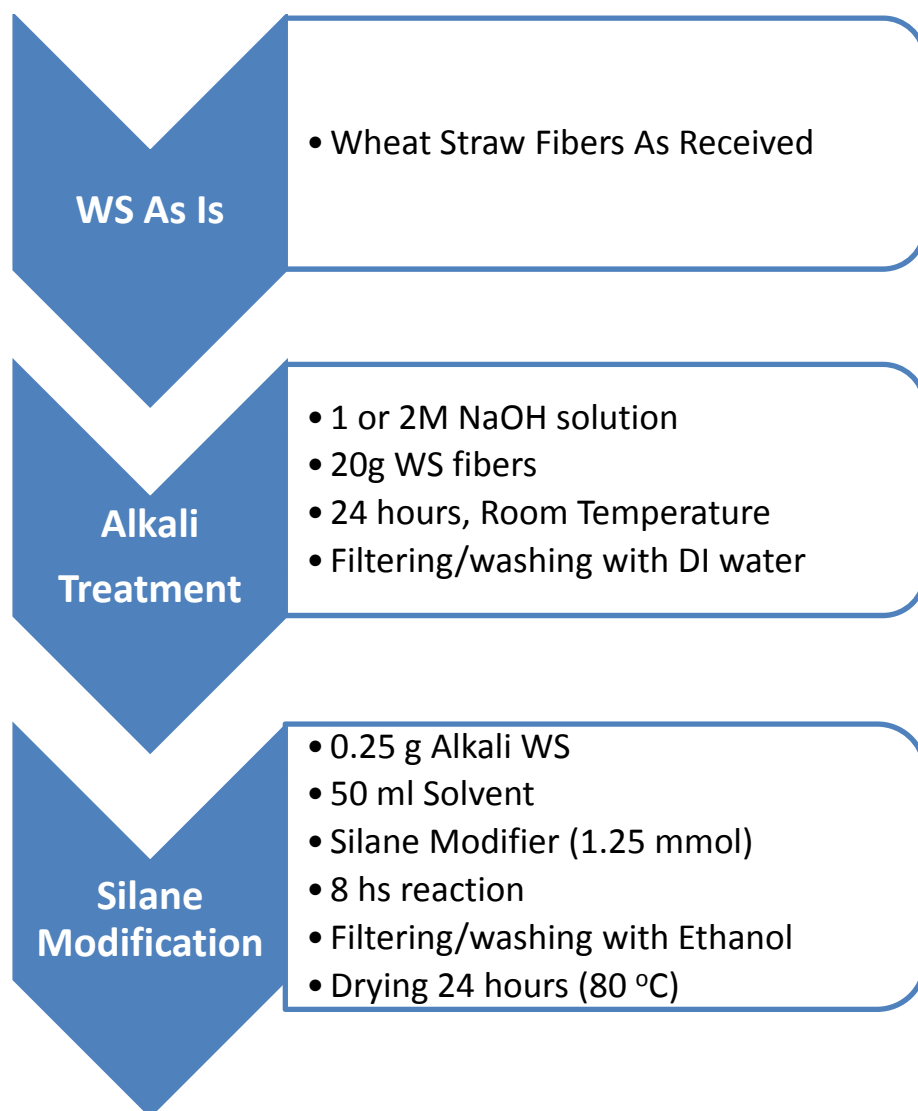 WS As Is
• Wheat Straw Fibers As Received
Alkali
Treatment
• 1 or 2M NaOH solution
• 20g WS fibers
• 24 hours, Room Temperature
• Filtering/washing with DI water
Silane
Modification
• 0.25 g Alkali WS
• 50 ml Solvent
• Silane Modifier (1.25 mmol)
• 8 hs reaction
• Filtering/washing with Ethanol
• Drying 24 hours (80 ºC)